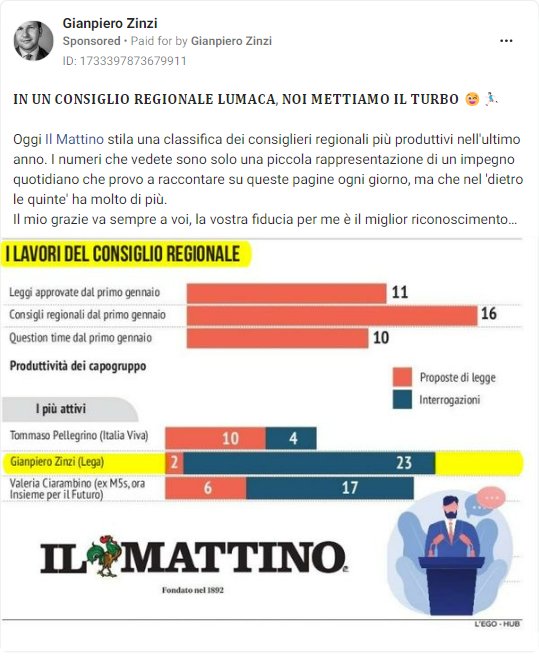 Gianpiero Zinzi
Sponsored • Paid for by Gianpiero Zinzi
ID: 1733397873679911
IN UN CONSIGLIO REGIONALE LUMACA, NOI METTIAMO IL TURBO 😜 🏃
Oggi Il Mattino stila una classifica dei consiglieri regionali più produttivi nell'ultimo
anno. I numeri che vedete sono solo una piccola rappresentazione di un impegno
quotidiano che provo a raccontare su queste pagine ogni giorno, ma che nel 'dietro
le quinte' ha molto di più.
Il mio grazie va sempre a voi, la vostra fiducia per me è il miglior riconoscimento...
I LAVORI DEL CONSIGLIO REGIONALE
Leggi approvate dal primo gennaio 11
Consigli regionali dal primo gennaio 16
Question time dal primo gennaio 10
Produttività dei capogruppo
Proposte di legge
Interrogazioni
I più attivi
Tommaso Pellegrino (Italia Viva) 10 4
Gianpiero Zinzi (Lega) 2 23
Valeria Ciarambino (ex M5s, ora
Insieme per il Futuro) 6 17
IL MATTINO
Fondato nel 1892
L'EGO - HUB